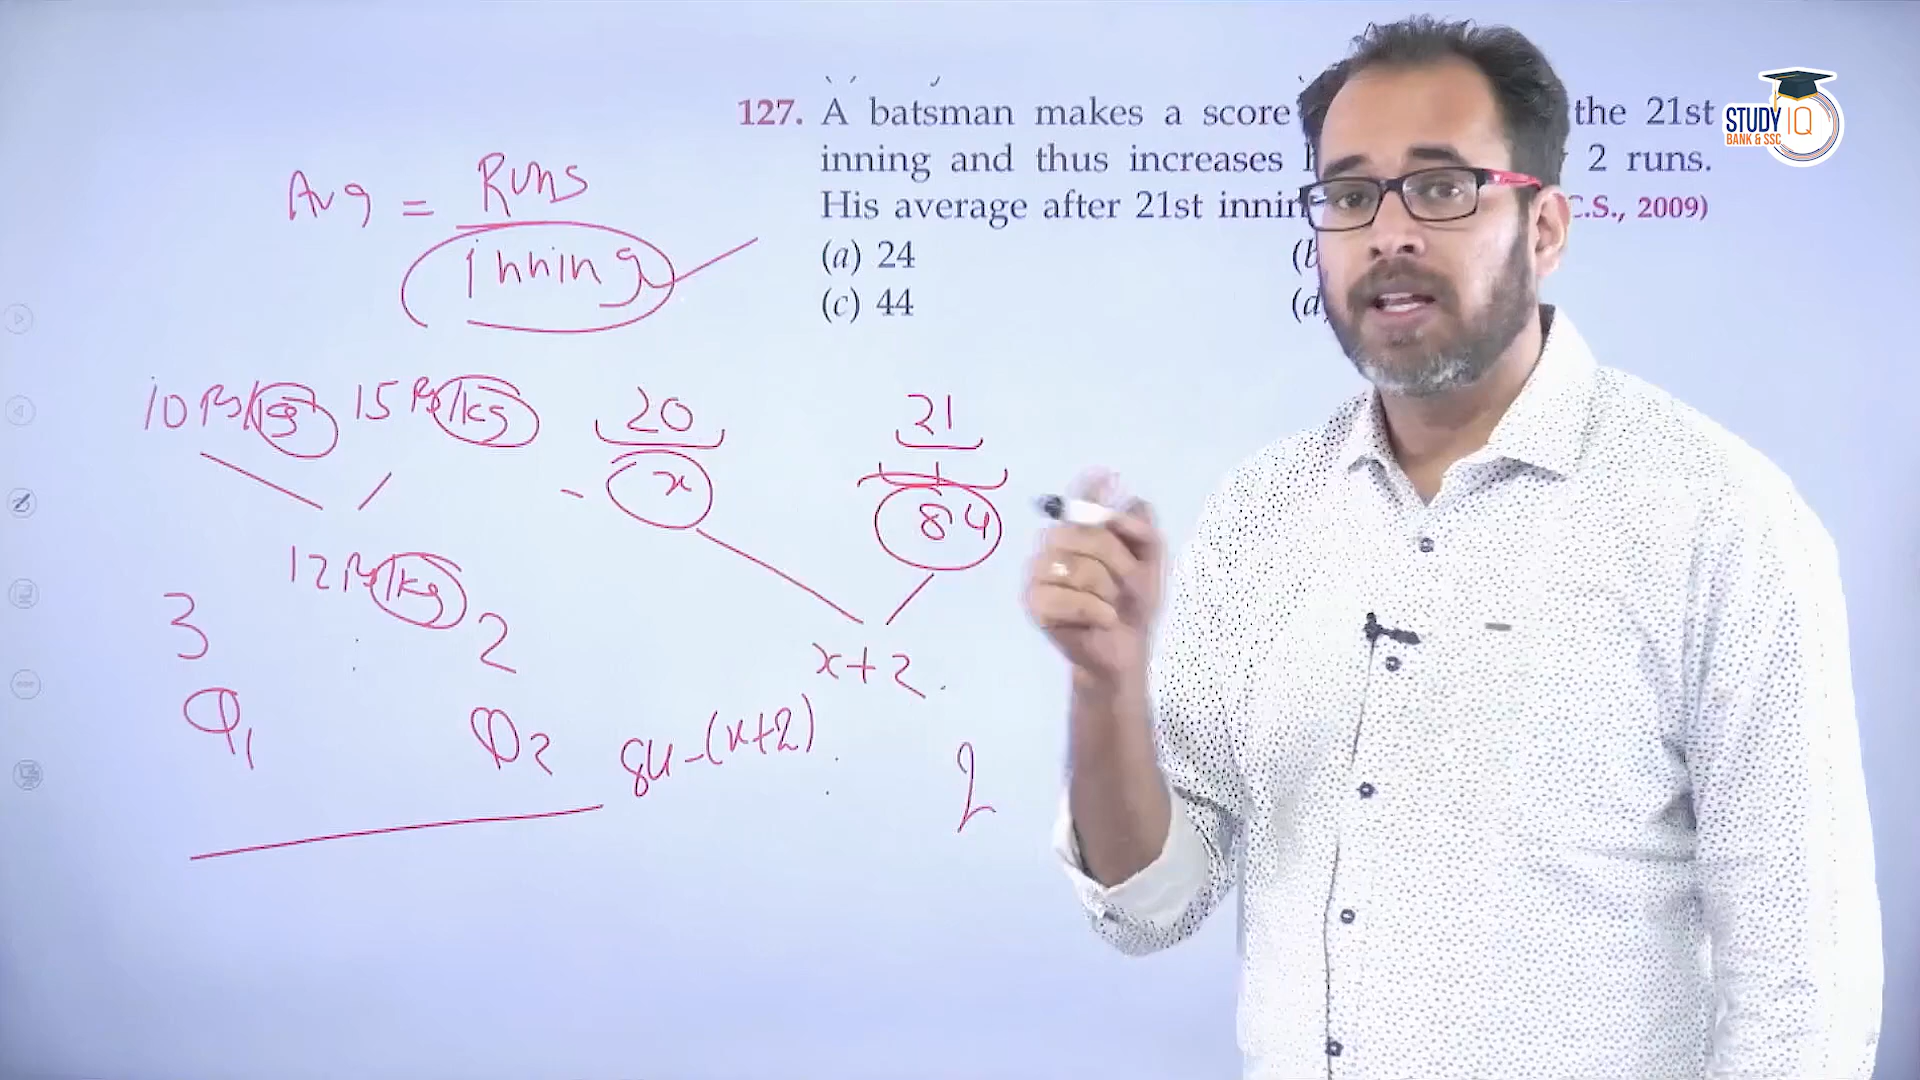 127. A batsman makes a score the 21st
inning and thus increases 2 runs.
His average after 21st C.S., 2009)
(a) 24
(c) 44
STUDY IQ
BANK & SSC
Avg = Runs
inning
10 Rs/kg 15 Rs/kg 20 21
x 84
12 Rs/kg
3 2 x+2
Q1 Q2 84-(x+2) 2